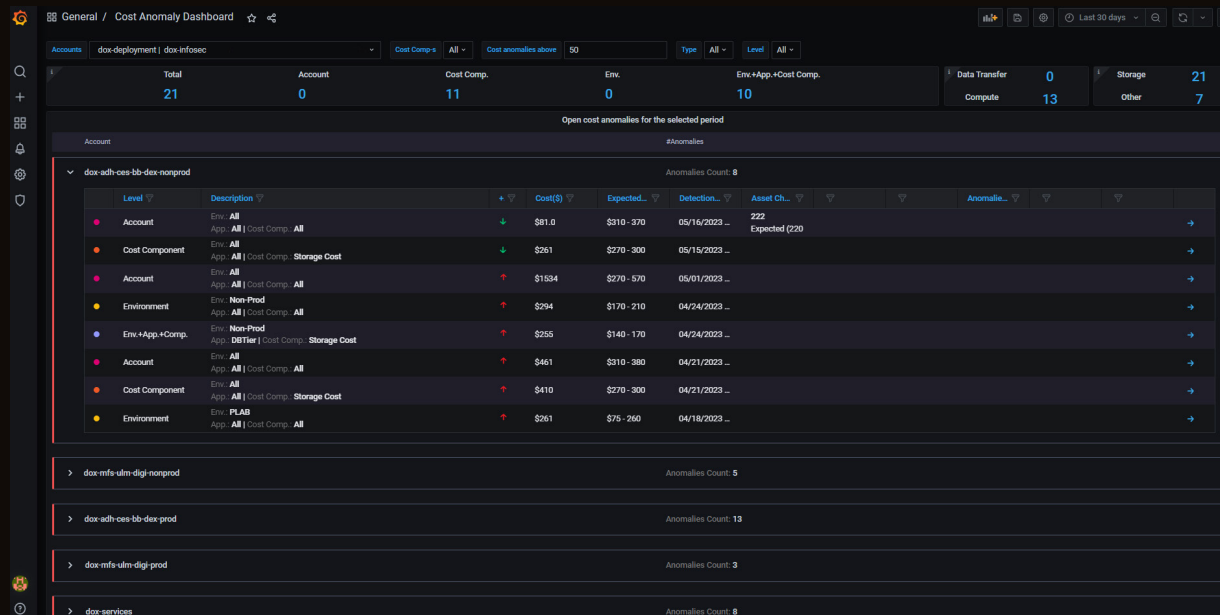 General / Cost Anomaly Dashboard
Last 30 days
Accounts dox-deployment | dox-infosec Cost Comp-s All Cost anomalies above 50 Type All Level All
Total Account Cost Comp. Env. Env.+App.+Cost Comp. Data Transfer 0 Storage 21
21 0 11 0 10 Compute 13 Other 7
Open cost anomalies for the selected period
Account #Anomalies
dox-adh-ces-bb-dex-nonprod Anomalies Count: 8
Level Description + Cost($) Expected... Detection... Asset Ch... Anomalie...
Env.: All 222
Account ↓ $81.0 $310 - 370 05/16/2023 ... →
App.: All | Cost Comp.: All Expected (220
Env.: All
Cost Component ↓ $261 $270 - 300 05/15/2023 ... →
App.: All | Cost Comp.: Storage Cost
Env.: All
Account ↑ $1534 $270 - 570 05/01/2023 ... →
App.: All | Cost Comp.: All
Env.: Non-Prod
Environment ↑ $294 $170 - 210 04/24/2023 ... →
App.: All | Cost Comp.: All
Env.: Non-Prod
Env.+App.+Comp. ↑ $255 $140 - 170 04/24/2023 ... →
App.: DBTier | Cost Comp.: Storage Cost
Env.: All
Account ↑ $461 $310 - 380 04/21/2023 ... →
App.: All | Cost Comp.: All
Env.: All
Cost Component ↑ $410 $270 - 300 04/21/2023 ... →
App.: All | Cost Comp.: Storage Cost
Env.: PLAB
Environment ↑ $261 $75 - 260 04/18/2023 ... →
App.: All | Cost Comp.: All
dox-mfs-ulm-digi-nonprod Anomalies Count: 5
dox-adh-ces-bb-dex-prod Anomalies Count: 13
dox-mfs-ulm-digi-prod Anomalies Count: 3
dox-services Anomalies Count: 8